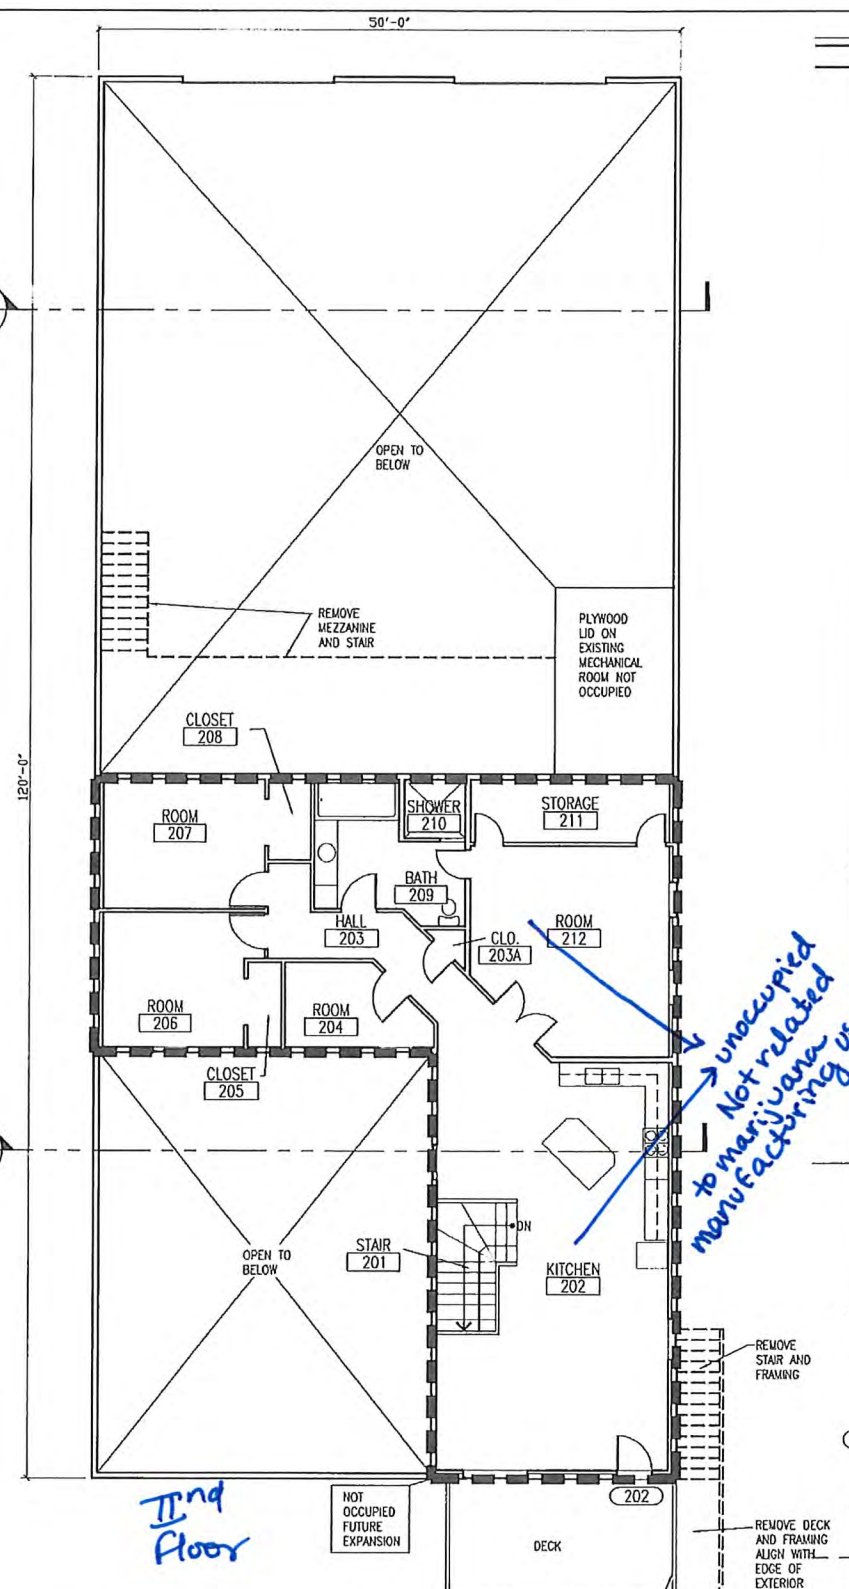 50'-0"
OPEN TO
BELOW
REMOVE
MEZZANINE
AND STAIR
PLYWOOD
LID ON
EXISTING
MECHANICAL
ROOM NOT
OCCUPIED
120'-0"
CLOSET
208
ROOM
207
SHOWER
210
STORAGE
211
BATH
209
HALL
203
CLO.
203A
ROOM
212
ROOM
206
ROOM
204
CLOSET
205
unoccupied
Not related
to marijuana
manufacturing us
OPEN TO
BELOW
STAIR
201
DN
KITCHEN
202
REMOVE
STAIR AND
FRAMING
IInd
Floor
NOT
OCCUPIED
FUTURE
EXPANSION
202
DECK
REMOVE DECK
AND FRAMING
ALIGN WITH
EDGE OF
EXTERIOR